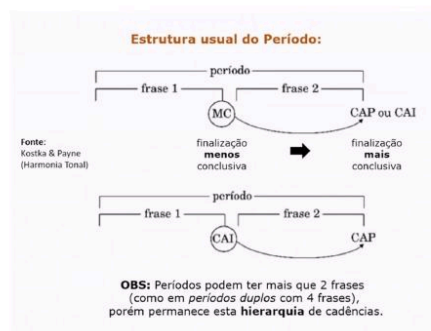 Estrutura usual do Período:
período
frase 1
frase 2
MC
CAP ou CAI
Fonte:
Kostka & Payne
(Harmonia Tonal)
finalização
menos
conclusiva
finalização
mais
conclusiva
período
frase 1
frase 2
CAI
CAP
OBS: Períodos podem ter mais que 2 frases
(como em períodos duplos com 4 frases),
porém permanece esta hierarquia de cadências.